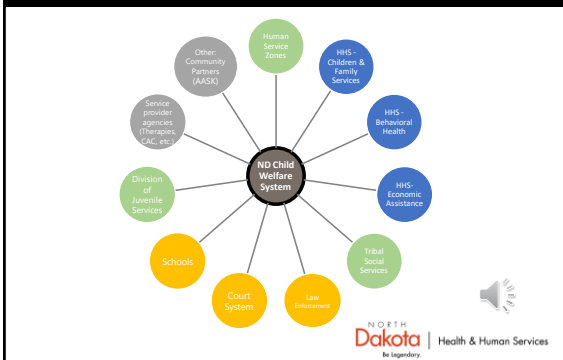 Human
Service
Zones
HHS -
Children &
Family
Services
HHS -
Behavioral
Health
HHS-
Economic
Assistance
Tribal
Social
Services
Law
Enforcement
Court
System
Schools
Division
of
Juvenile
Services
Service
provider
agencies
(Therapies,
CAC, etc.)
Other:
Community
Partners
(AASK)
ND Child
Welfare
System
NORTH
Dakota | Health & Human Services
Be Legendary.